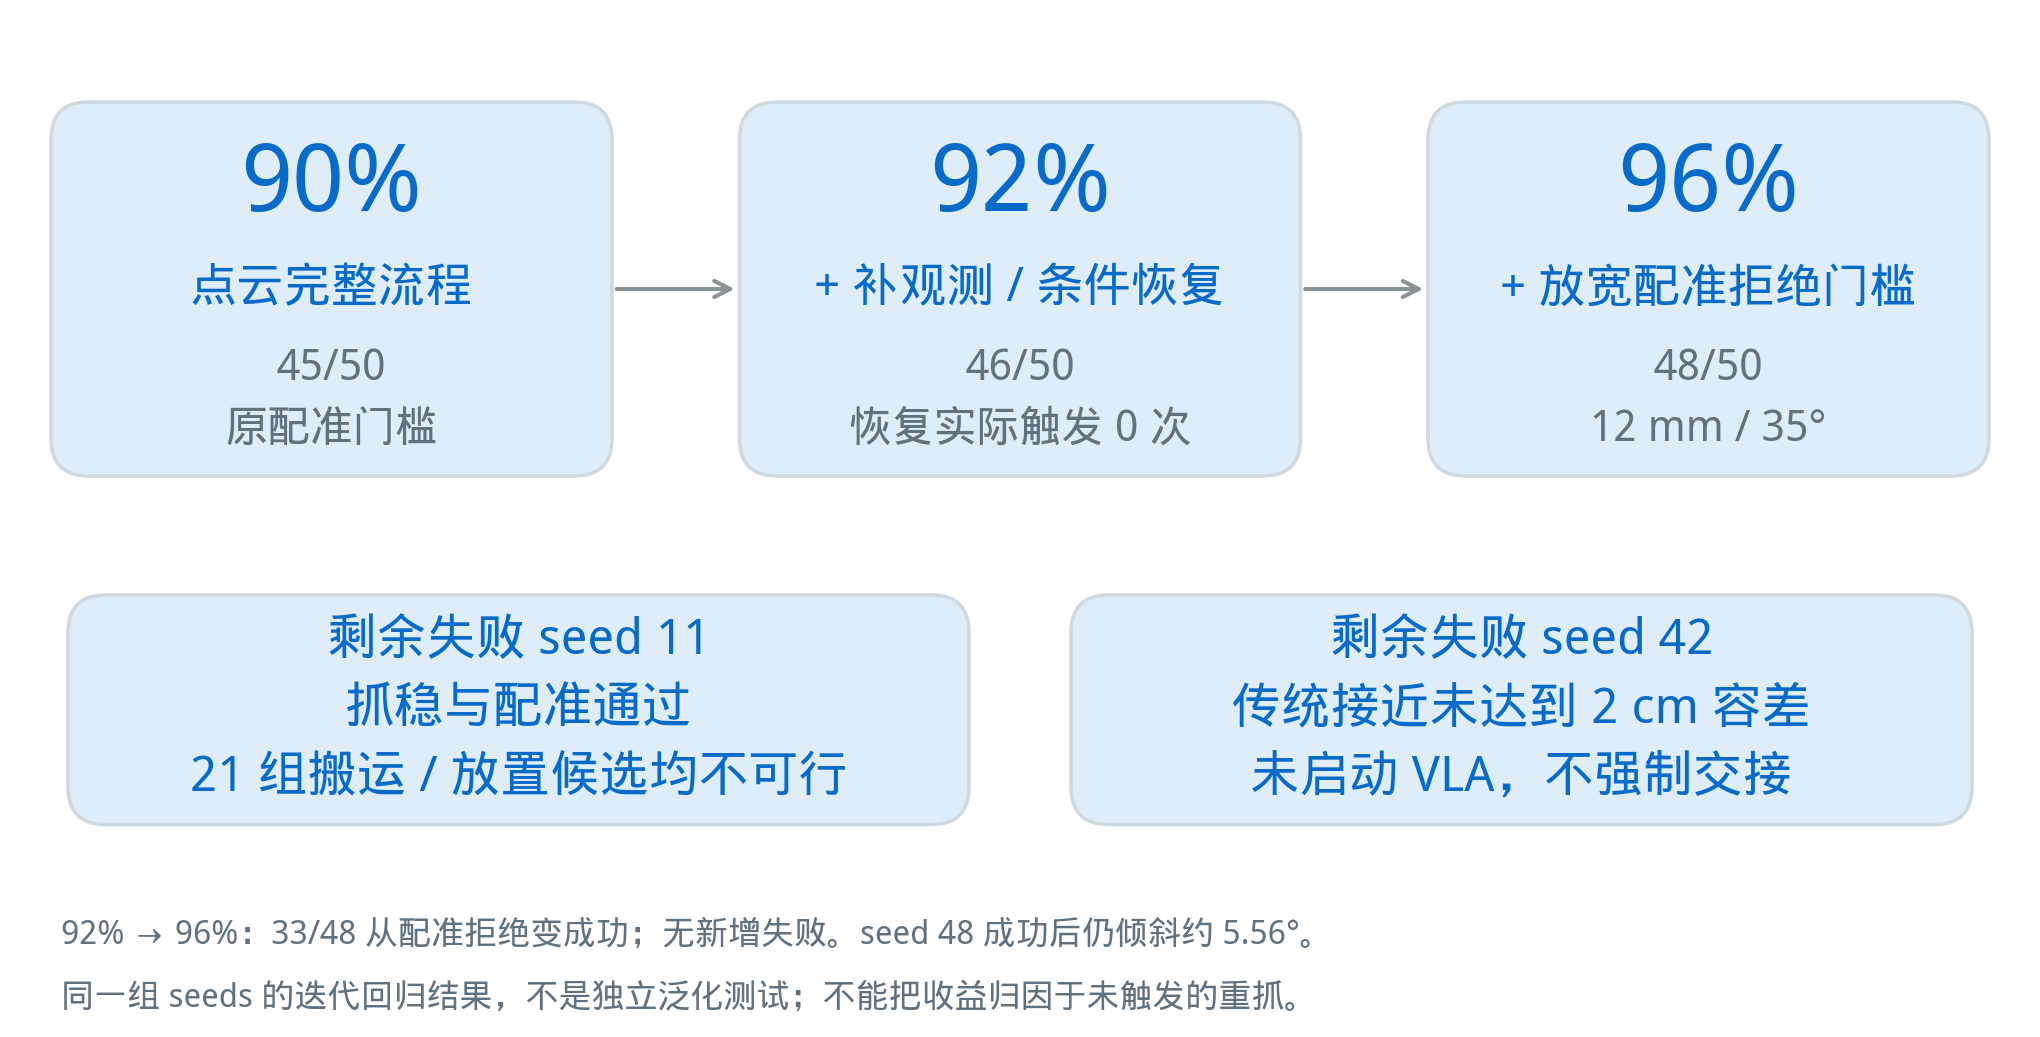 90%
点云完整流程
45/50
原配准门槛
92%
+ 补观测 / 条件恢复
46/50
恢复实际触发 0 次
96%
+ 放宽配准拒绝门槛
48/50
12 mm / 35°
剩余失败 seed 11
抓稳与配准通过
21 组搬运 / 放置候选均不可行
剩余失败 seed 42
传统接近未达到 2 cm 容差
未启动 VLA，不强制交接
92% → 96%：33/48 从配准拒绝变成功；无新增失败。seed 48 成功后仍倾斜约 5.56°。
同一组 seeds 的迭代回归结果，不是独立泛化测试；不能把收益归因于未触发的重抓。